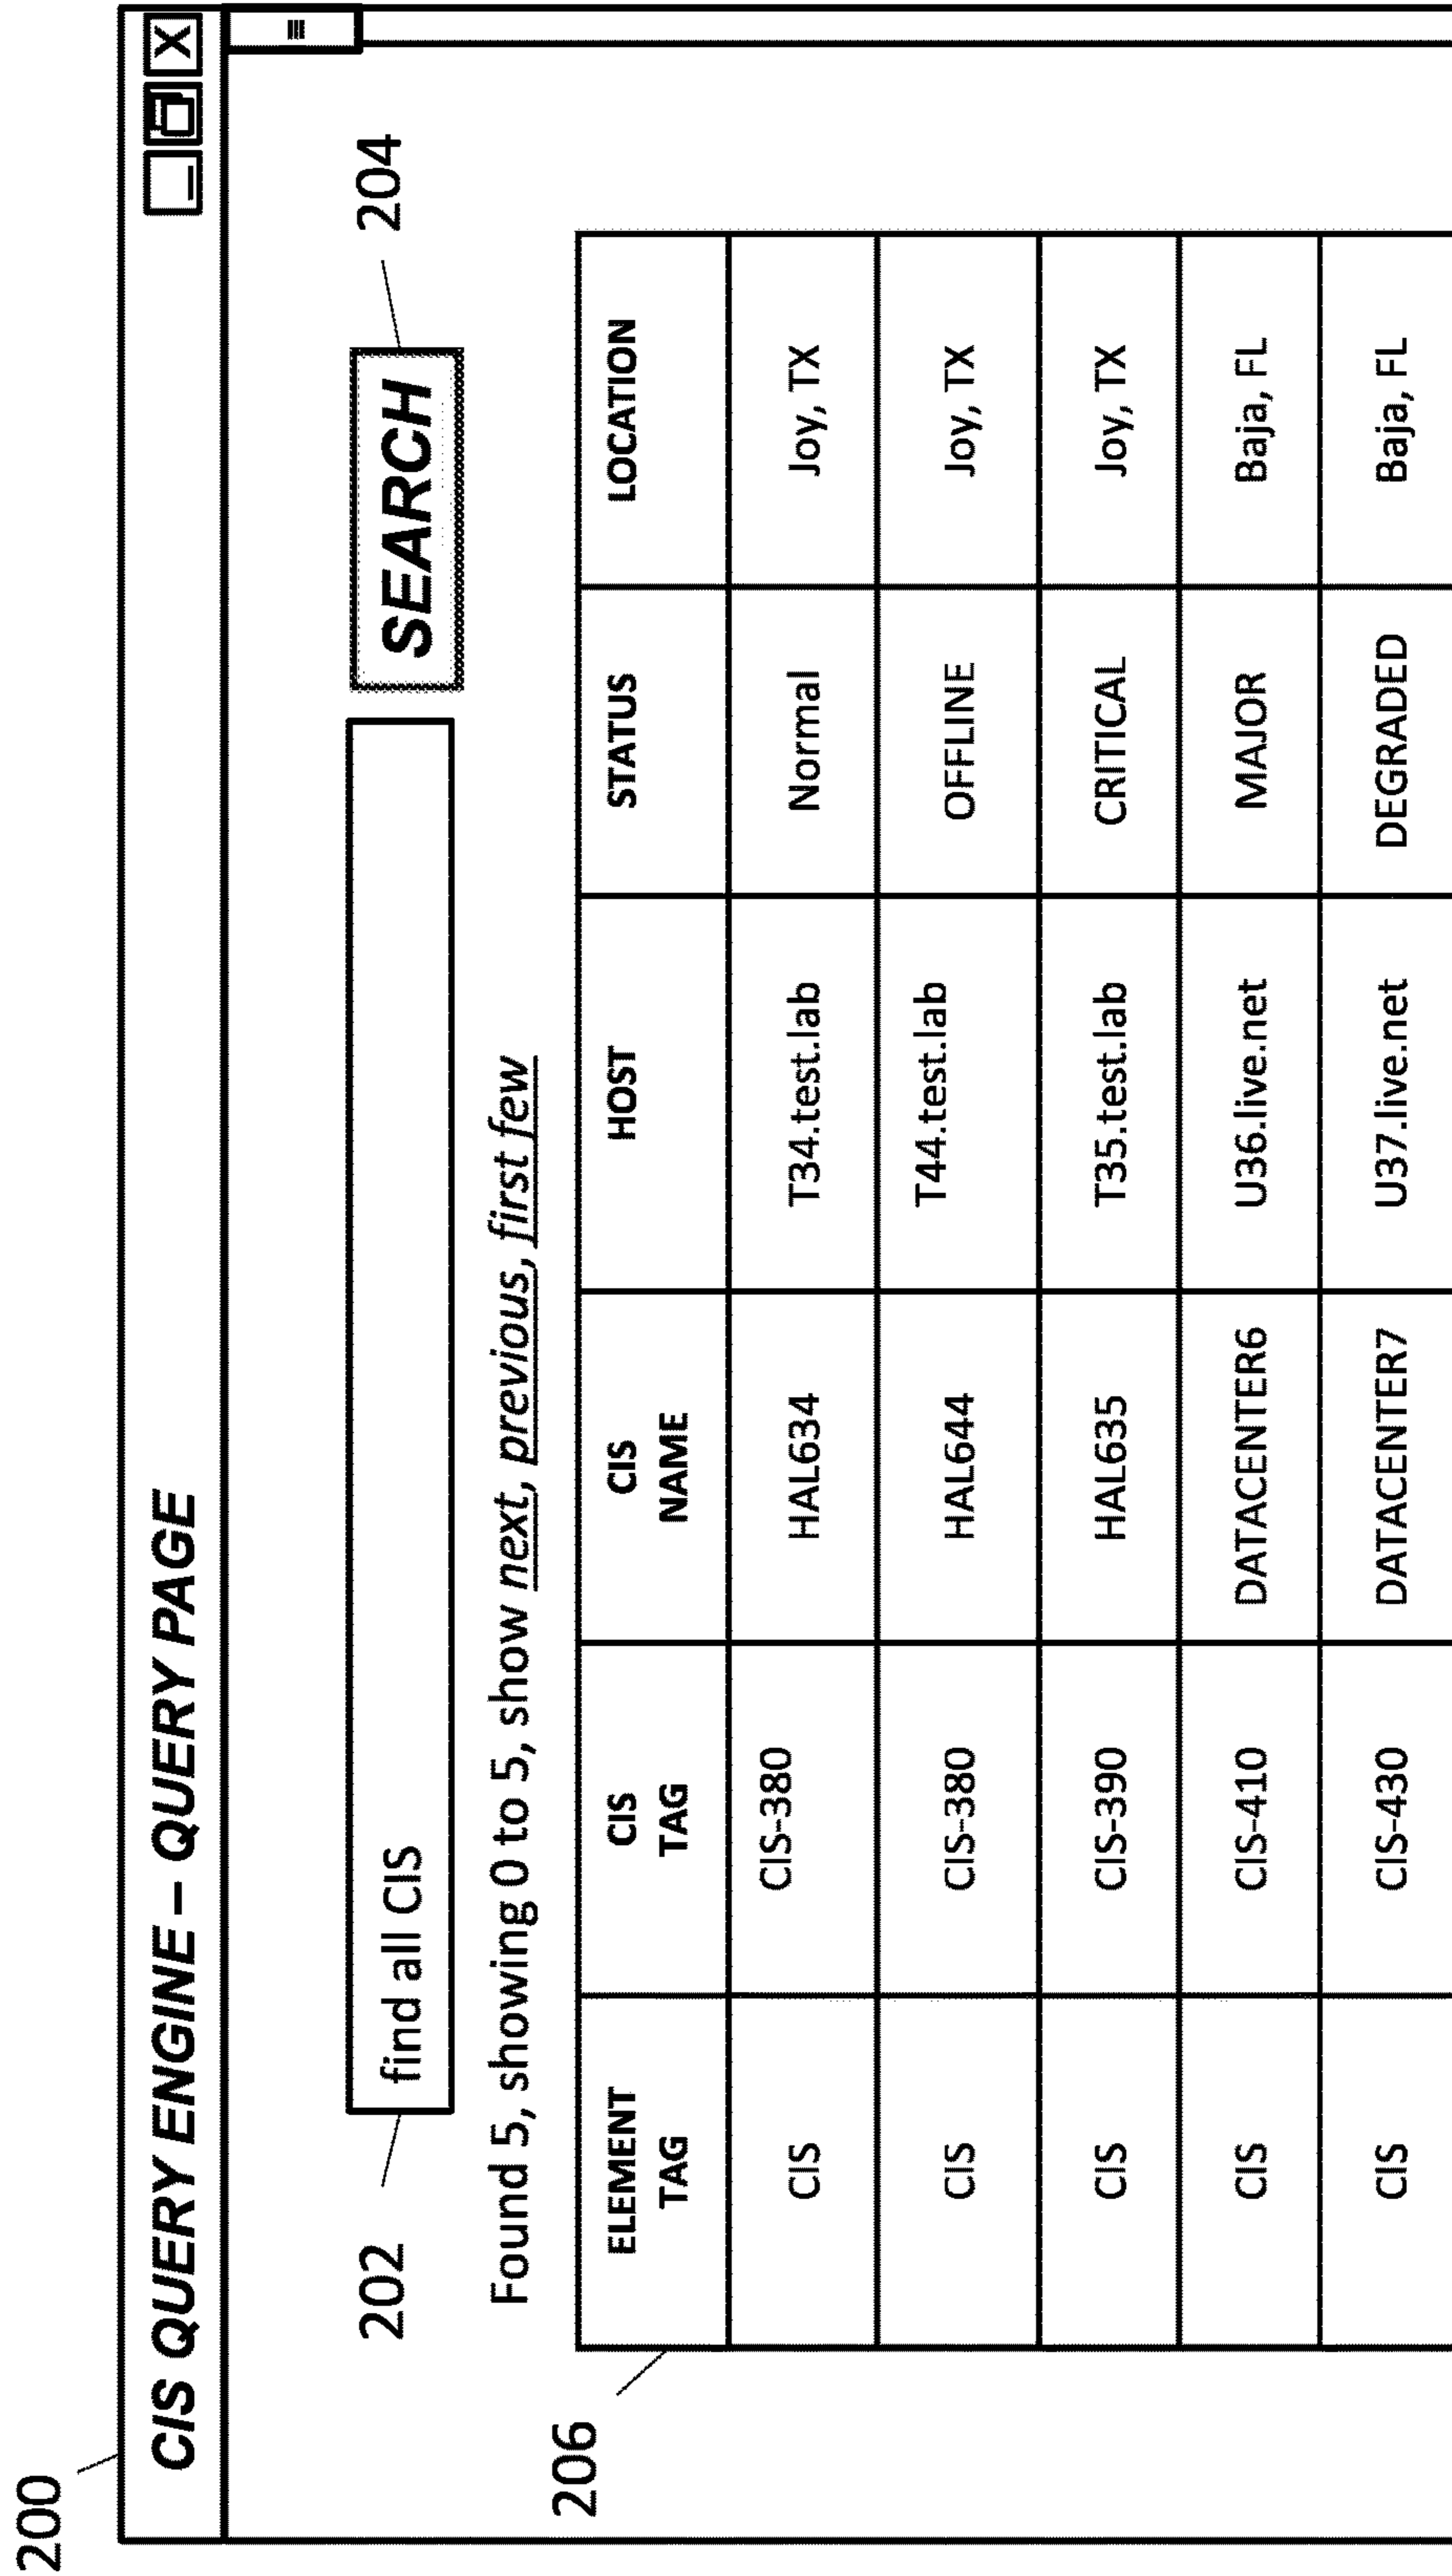 200
CIS QUERY ENGINE – QUERY PAGE _ X
202 find all CIS SEARCH 204
Found 5, showing 0 to 5, show next, previous, first few
206
ELEMENT TAG CIS TAG CIS NAME HOST STATUS LOCATION
CIS CIS-380 HAL634 T34.test.lab Normal Joy, TX
CIS CIS-380 HAL644 T44.test.lab OFFLINE Joy, TX
CIS CIS-390 HAL635 T35.test.lab CRITICAL Joy, TX
CIS CIS-410 DATACENTER6 U36.live.net MAJOR Baja, FL
CIS CIS-430 DATACENTER7 U37.live.net DEGRADED Baja, FL